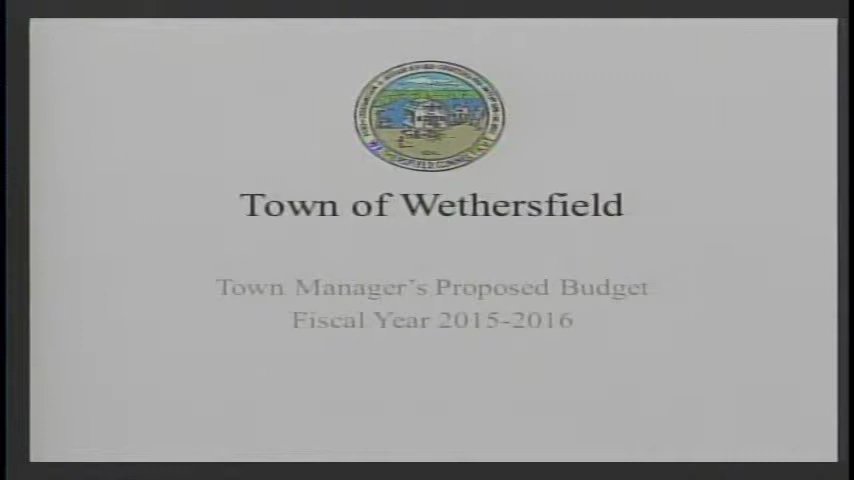 Town of Wethersfield
Town Manager's Proposed Budget
Fiscal Year 2015-2016